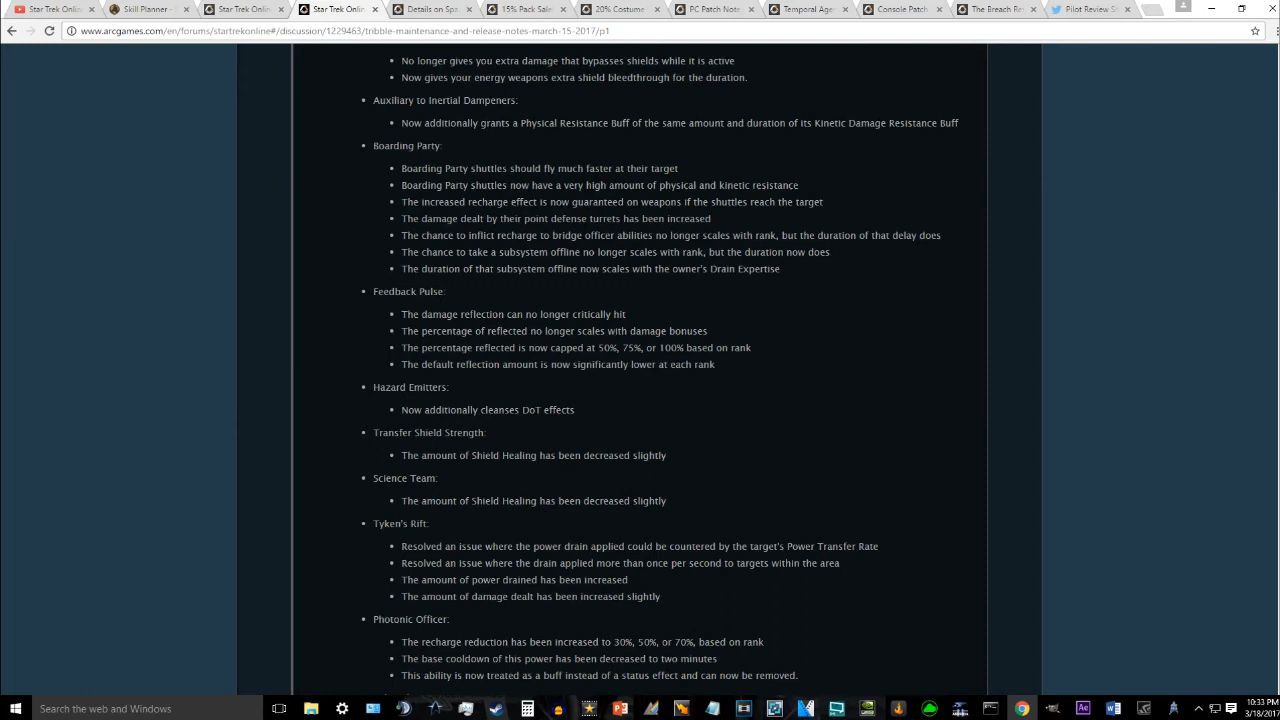 Star Trek Onlin
Skill Planner -
Star Trek Onlin
Star Trek Onlin
Details on Spa
15% Pack Sale
20% Costume
PC Patch Note
Temporal Agen
Console Patch
The Breach Re
Pilot Review Sh
www.arcgames.com/en/forums/startrekonline#/discussion/1229463/tribble-maintenance-and-release-notes-march-15-2017/p1
No longer gives you extra damage that bypasses shields while it is active
Now gives your energy weapons extra shield bleedthrough for the duration.
Auxiliary to Inertial Dampeners:
Now additionally grants a Physical Resistance Buff of the same amount and duration of its Kinetic Damage Resistance Buff
Boarding Party:
Boarding Party shuttles should fly much faster at their target
Boarding Party shuttles now have a very high amount of physical and kinetic resistance
The increased recharge effect is now guaranteed on weapons if the shuttles reach the target
The damage dealt by their point defense turrets has been increased
The chance to inflict recharge to bridge officer abilities no longer scales with rank, but the duration of that delay does
The chance to take a subsystem offline no longer scales with rank, but the duration now does
The duration of that subsystem offline now scales with the owner's Drain Expertise
Feedback Pulse:
The damage reflection can no longer critically hit
The percentage of reflected no longer scales with damage bonuses
The percentage reflected is now capped at 50%, 75%, or 100% based on rank
The default reflection amount is now significantly lower at each rank
Hazard Emitters:
Now additionally cleanses DoT effects
Transfer Shield Strength:
The amount of Shield Healing has been decreased slightly
Science Team:
The amount of Shield Healing has been decreased slightly
Tyken's Rift:
Resolved an issue where the power drain applied could be countered by the target's Power Transfer Rate
Resolved an issue where the drain applied more than once per second to targets within the area
The amount of power drained has been increased
The amount of damage dealt has been increased slightly
Photonic Officer:
The recharge reduction has been increased to 30%, 50%, or 70%, based on rank
The base cooldown of this power has been decreased to two minutes
This ability is now treated as a buff instead of a status effect and can now be removed.
Search the web and Windows
10:33 PM
3/18/2017